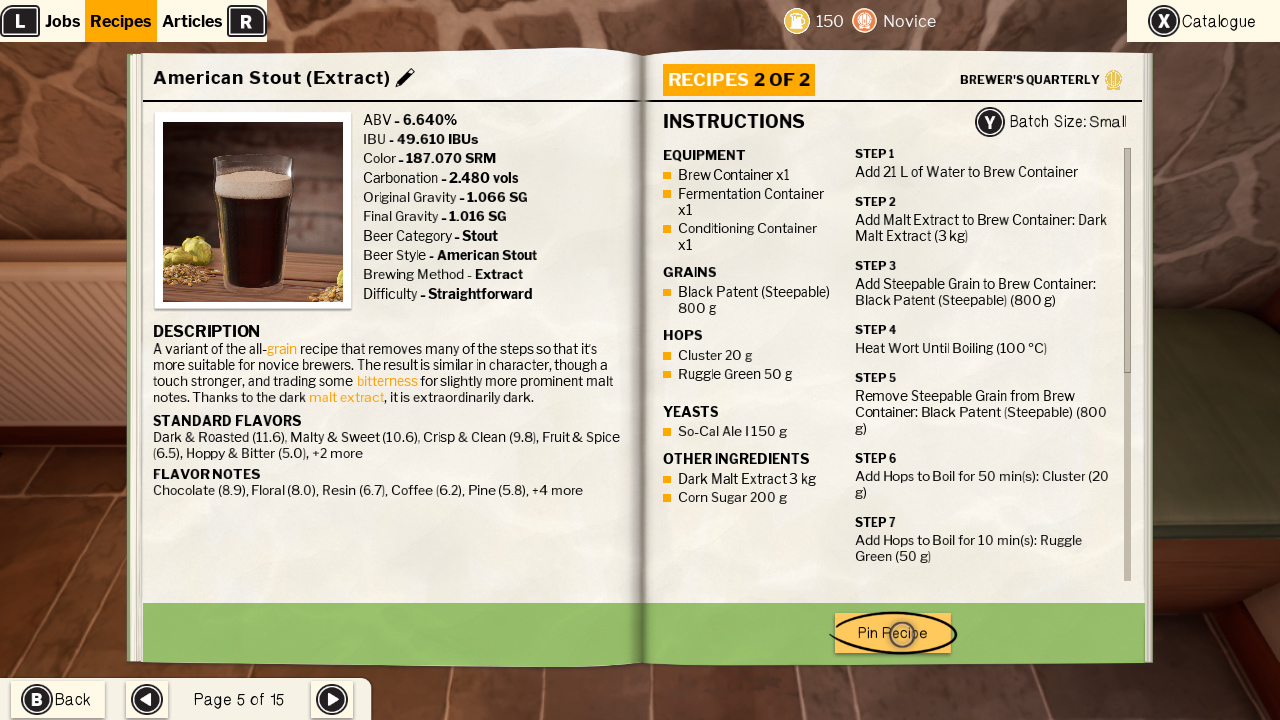 L Jobs Recipes Articles R
150 Novice
X Catalogue
American Stout (Extract)
ABV - 6.640%
IBU - 49.610 IBUs
Color - 187.070 SRM
Carbonation - 2.480 vols
Original Gravity - 1.066 SG
Final Gravity - 1.016 SG
Beer Category - Stout
Beer Style - American Stout
Brewing Method - Extract
Difficulty - Straightforward
DESCRIPTION
A variant of the all-grain recipe that removes many of the steps so that it's
more suitable for novice brewers. The result is similar in character, though a
touch stronger, and trading some bitterness for slightly more prominent malt
notes. Thanks to the dark malt extract, it is extraordinarily dark.
STANDARD FLAVORS
Dark & Roasted (11.6), Malty & Sweet (10.6), Crisp & Clean (9.8), Fruit & Spice
(6.5), Hoppy & Bitter (5.0), +2 more
FLAVOR NOTES
Chocolate (8.9), Floral (8.0), Resin (6.7), Coffee (6.2), Pine (5.8), +4 more
RECIPES 2 OF 2
BREWER'S QUARTERLY
INSTRUCTIONS
Y Batch Size: Small
EQUIPMENT
Brew Container x1
Fermentation Container
x1
Conditioning Container
x1
GRAINS
Black Patent (Steepable)
800 g
HOPS
Cluster 20 g
Ruggle Green 50 g
YEASTS
So-Cal Ale I 150 g
OTHER INGREDIENTS
Dark Malt Extract 3 kg
Corn Sugar 200 g
STEP 1
Add 21 L of Water to Brew Container
STEP 2
Add Malt Extract to Brew Container: Dark
Malt Extract (3 kg)
STEP 3
Add Steepable Grain to Brew Container:
Black Patent (Steepable) (800 g)
STEP 4
Heat Wort Until Boiling (100 °C)
STEP 5
Remove Steepable Grain from Brew
Container: Black Patent (Steepable) (800
g)
STEP 6
Add Hops to Boil for 50 min(s): Cluster (20
g)
STEP 7
Add Hops to Boil for 10 min(s): Ruggle
Green (50 g)
Pin Recipe
B Back
Page 5 of 15